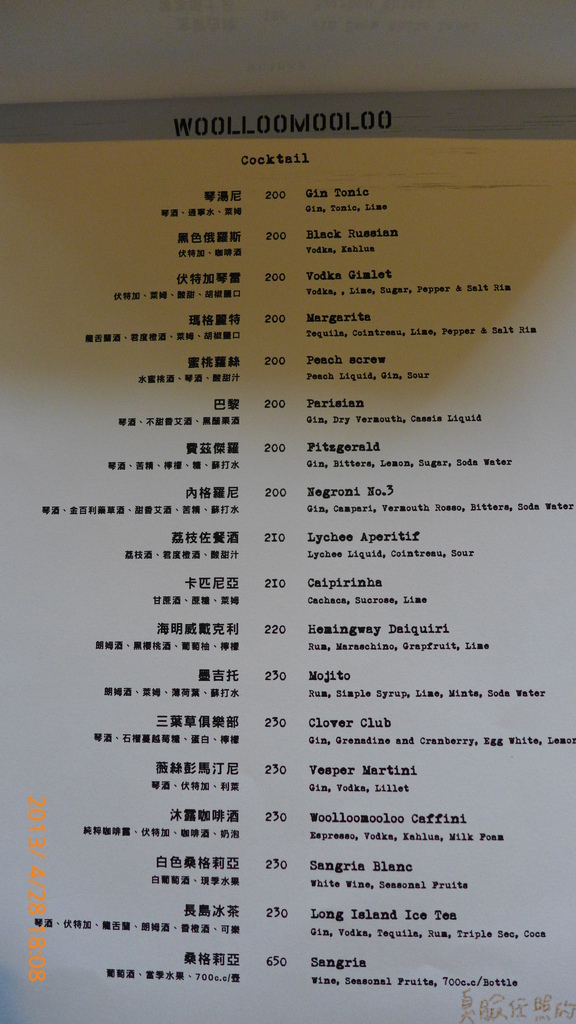 WOOLLOOMOOLOO
Cocktail
琴湯尼 200 Gin Tonic
琴酒、通寧水、萊姆 Gin, Tonic, Lime
黑色俄羅斯 200 Black Russian
伏特加、咖啡酒 Vodka, Kahlua
伏特加琴蕾 200 Vodka Gimlet
伏特加、萊姆、酸甜、胡椒鹽口 Vodka, , Lime, Sugar, Pepper & Salt Rim
瑪格麗特 200 Margarita
龍舌蘭酒、君度橙酒、萊姆、胡椒鹽口 Tequila, Cointreau, Lime, Pepper & Salt Rim
蜜桃蘿絲 200 Peach screw
水蜜桃酒、琴酒、酸甜汁 Peach Liquid, Gin, Sour
巴黎 200 Parisian
琴酒、不甜香艾酒、黑醋栗酒 Gin, Dry Vermouth, Cassis Liquid
費茲傑羅 200 Fitzgerald
琴酒、苦精、檸檬、糖、蘇打水 Gin, Bitters, Lemon, Sugar, Soda Water
內格羅尼 200 Negroni No.3
琴酒、金百利藥草酒、甜香艾酒、苦精、蘇打水 Gin, Campari, Vermouth Rosso, Bitters, Soda Water
荔枝佐餐酒 210 Lychee Aperitif
荔枝酒、君度橙酒、酸甜汁 Lychee Liquid, Cointreau, Sour
卡匹尼亞 210 Caipirinha
甘蔗酒、蔗糖、萊姆 Cachaca, Sucrose, Lime
海明威戴克利 220 Hemingway Daiquiri
朗姆酒、黑櫻桃酒、葡萄柚、檸檬 Rum, Maraschino, Grapfruit, Lime
墨吉托 230 Mojito
朗姆酒、萊姆、薄荷葉、蘇打水 Rum, Simple Syrup, Lime, Mints, Soda Water
三葉草俱樂部 230 Clover Club
琴酒、石榴蔓越莓糖、蛋白、檸檬 Gin, Grenadine and Cranberry, Egg White, Lemon
薇絲彭馬汀尼 230 Vesper Martini
琴酒、伏特加、利萊 Gin, Vodka, Lillet
沐露咖啡酒 230 Woolloomooloo Caffini
純粹咖啡露、伏特加、咖啡酒、奶泡 Espresso, Vodka, Kahlua, Milk Foam
白色桑格莉亞 230 Sangria Blanc
白葡萄酒、現季水果 White Wine, Seasonal Fruits
長島冰茶 230 Long Island Ice Tea
琴酒、伏特加、龍舌蘭、朗姆酒、香橙酒、可樂 Gin, Vodka, Tequila, Rum, Triple Sec, Coca
桑格莉亞 650 Sangria
葡萄酒、當季水果、700c.c/壺 Wine, Seasonal Fruits, 700c.c/Bottle
2013/ 4/28 18:08